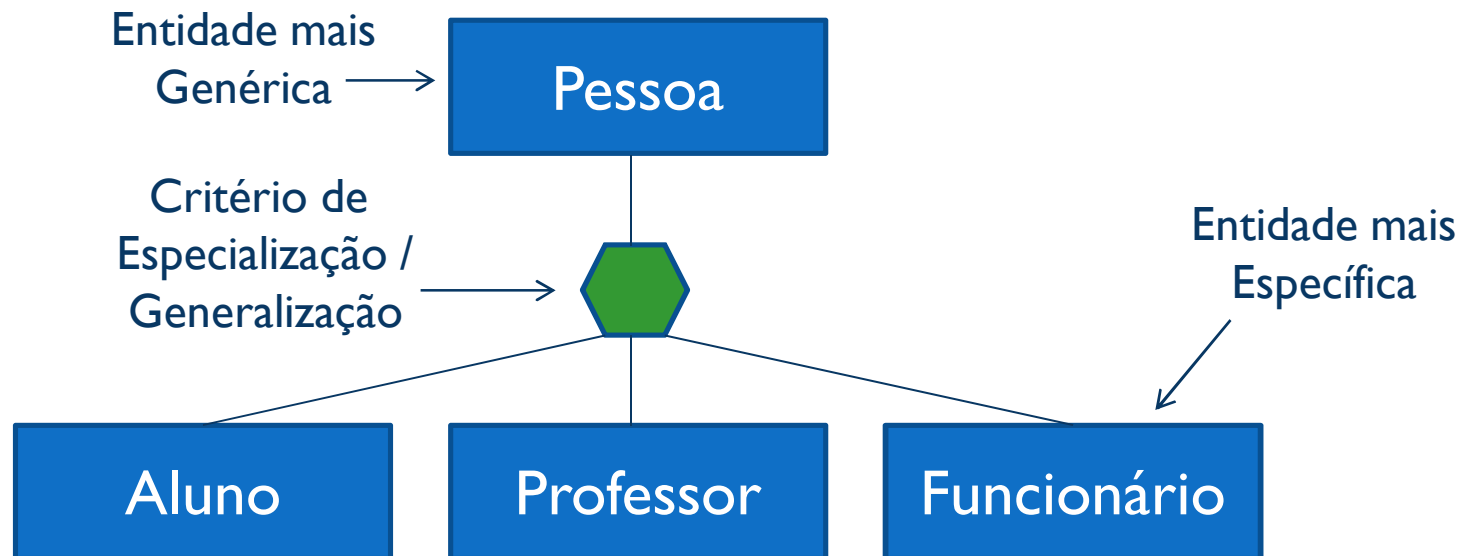 Entidade mais
Genérica
Pessoa
Critério de
Especialização /
Generalização
Entidade mais
Específica
Aluno
Professor
Funcionário